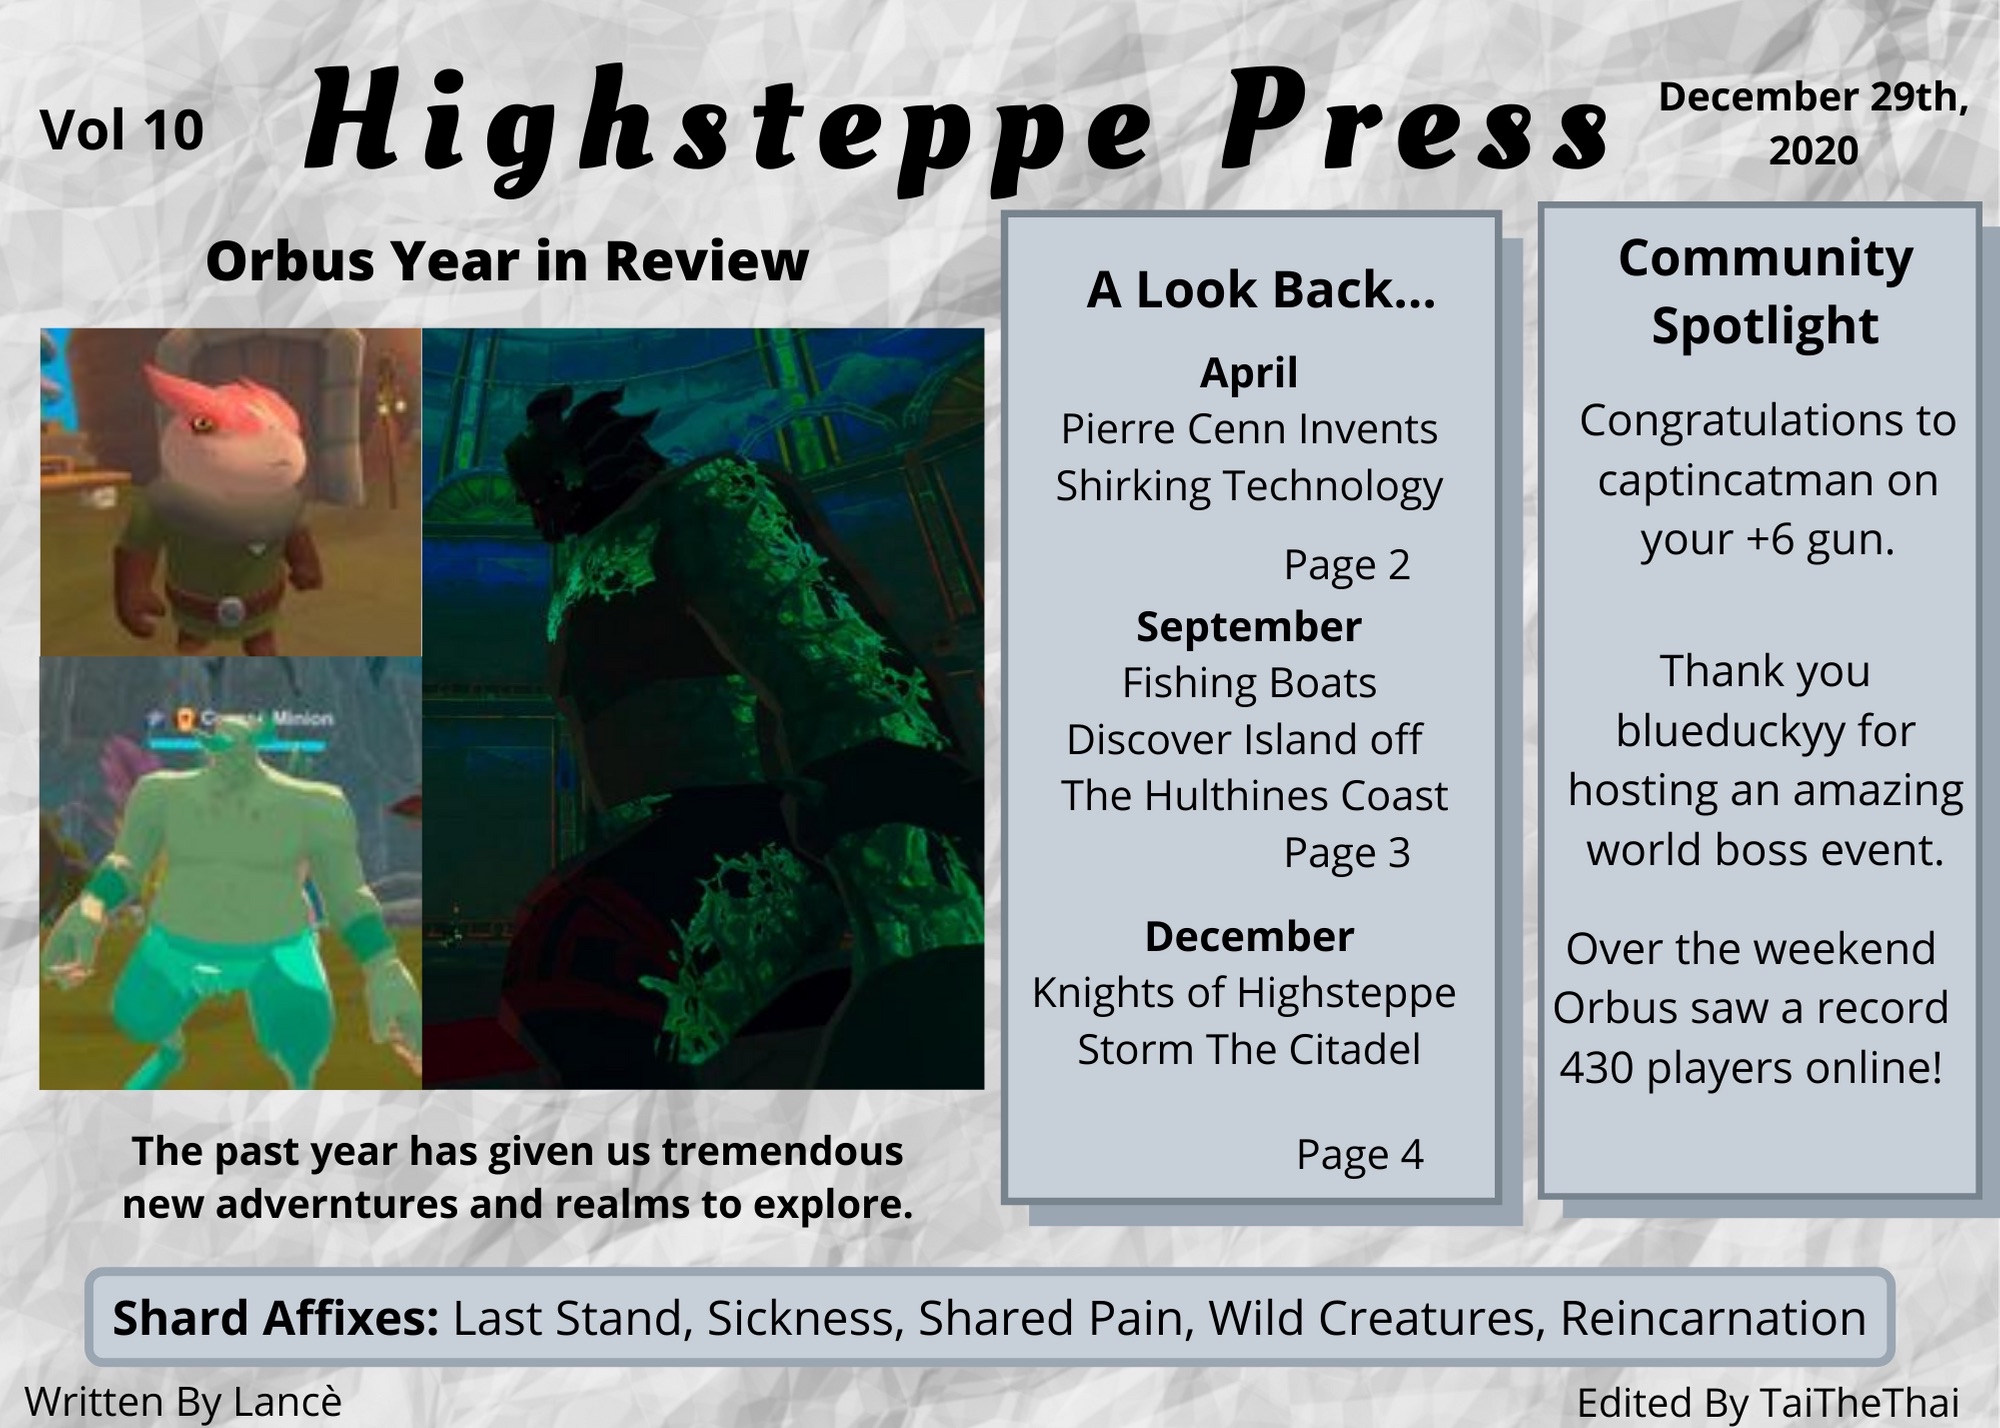 Vol 10
Highsteppe Press
December 29th,
2020
Orbus Year in Review
Minion
The past year has given us tremendous
new adverntures and realms to explore.
A Look Back...
April
Pierre Cenn Invents
Shirking Technology
Page 2
September
Fishing Boats
Discover Island off
The Hulthines Coast
Page 3
December
Knights of Highsteppe
Storm The Citadel
Page 4
Community
Spotlight
Congratulations to
captincatman on
your +6 gun.
Thank you
blueduckyy for
hosting an amazing
world boss event.
Over the weekend
Orbus saw a record
430 players online!
Shard Affixes: Last Stand, Sickness, Shared Pain, Wild Creatures, Reincarnation
Written By Lancè
Edited By TaiTheThai